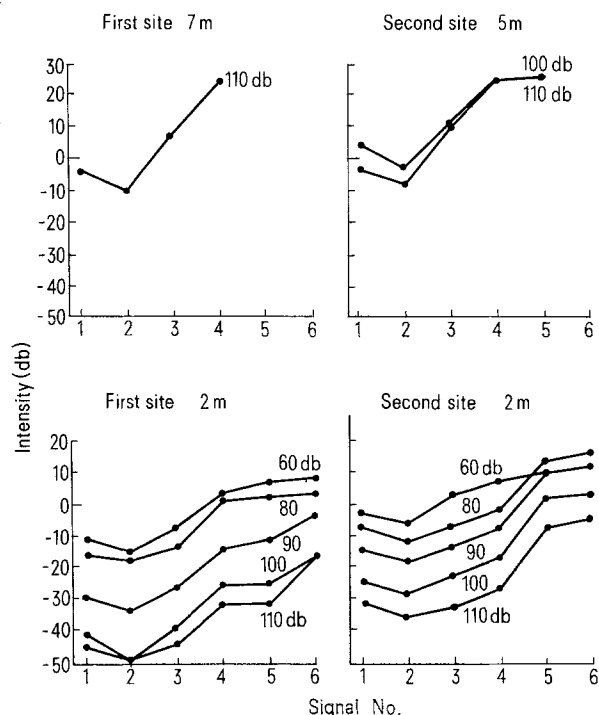 First site 7 m
Second site 5 m
30
20
10
0
-10
-20
-30
-40
-50
110 db
100 db
110 db
1 2 3 4 5 6
1 2 3 4 5 6
Intensity (db)
First site 2 m
Second site 2 m
20
10
0
-10
-20
-30
-40
-50
60 db
80
90
100
110 db
60 db
80
90
100
110 db
1 2 3 4 5 6
1 2 3 4 5 6
Signal No.